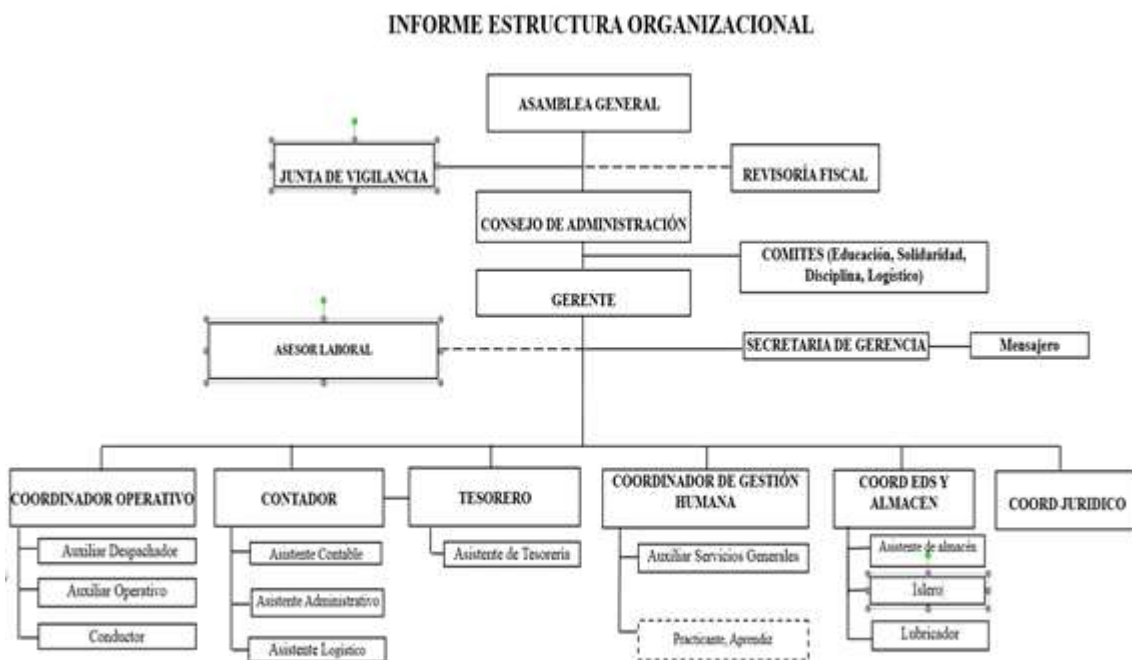 INFORME ESTRUCTURA ORGANIZACIONAL
ASAMBLEA GENERAL
JUNTA DE VIGILANCIA
REVISORÍA FISCAL
CONSEJO DE ADMINISTRACIÓN
COMITES (Educación, Solidaridad,
Disciplina, Logístico)
GERENTE
ASESOR LABORAL
SECRETARIA DE GERENCIA
Mensajero
COORDINADOR OPERATIVO
CONTADOR
TESORERO
COORDINADOR DE GESTIÓN
HUMANA
COORD EDS Y
ALMACEN
COORD JURIDICO
Auxiliar Despachador
Auxiliar Operativo
Conductor
Asistente Contable
Asistente Administrativo
Asistente Logístico
Asistente de Tesorería
Auxiliar Servicios Generales
Practicante, Aprendiz
Asistente de almacén
Isleros
Lubricador